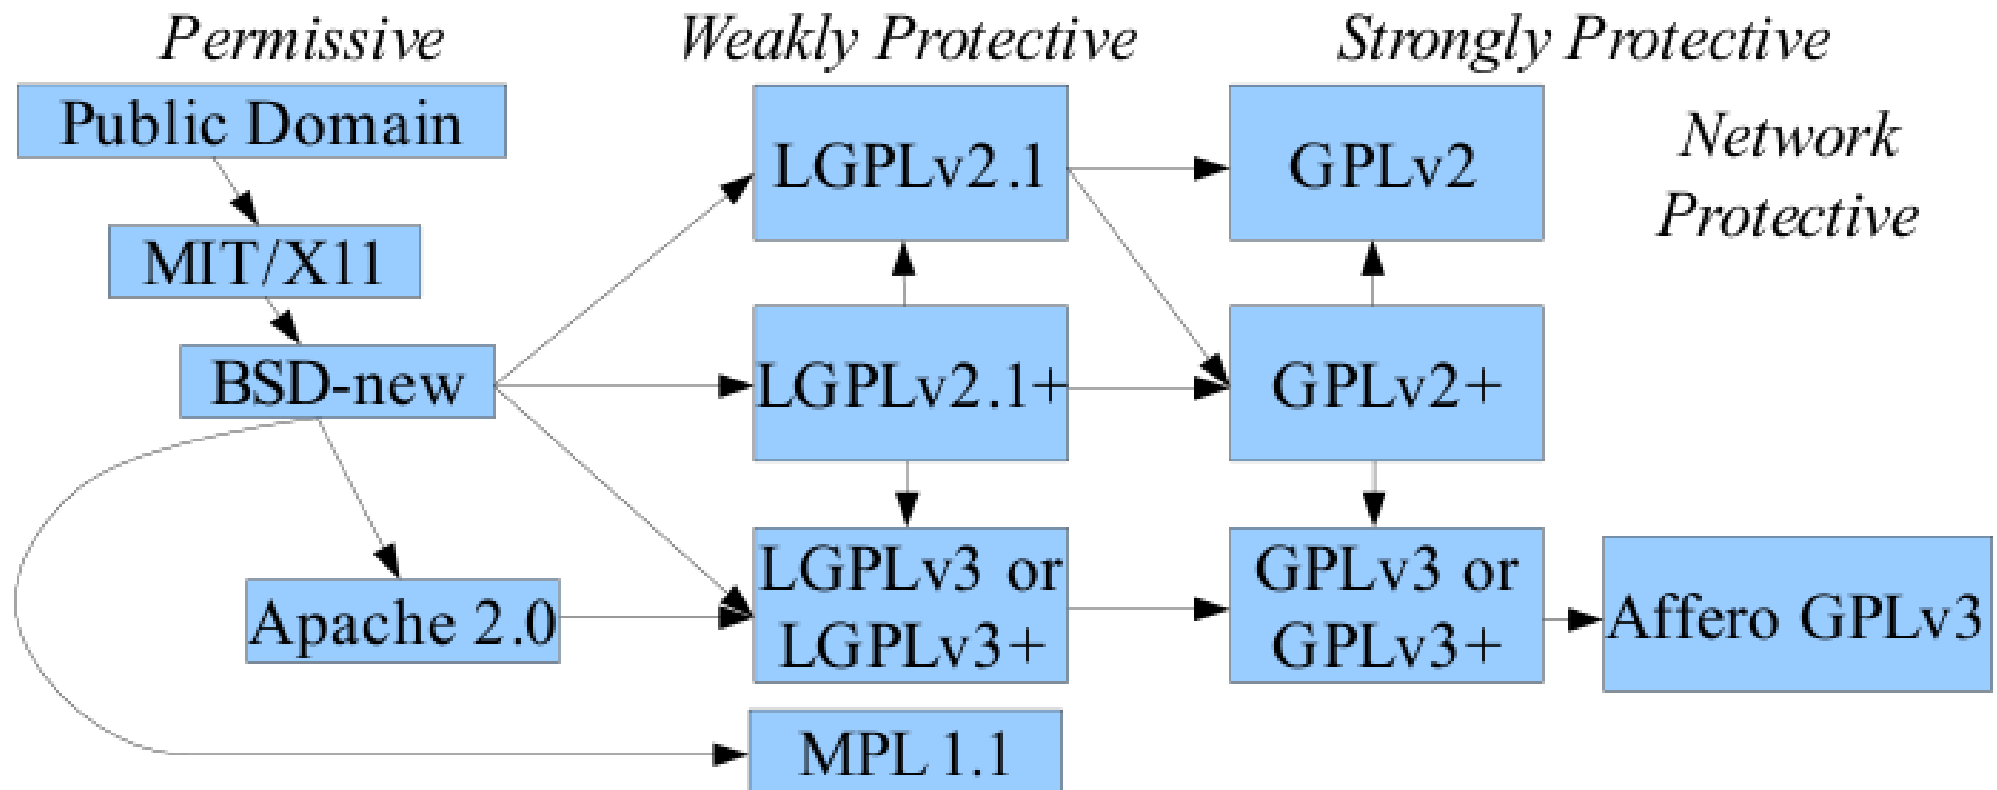 Permissive
Weakly Protective
Strongly Protective
Network
Protective
Public Domain
MIT/X11
BSD-new
Apache 2.0
LGPLv2.1
LGPLv2.1+
LGPLv3 or
LGPLv3+
MPL 1.1
GPLv2
GPLv2+
GPLv3 or
GPLv3+
Affero GPLv3